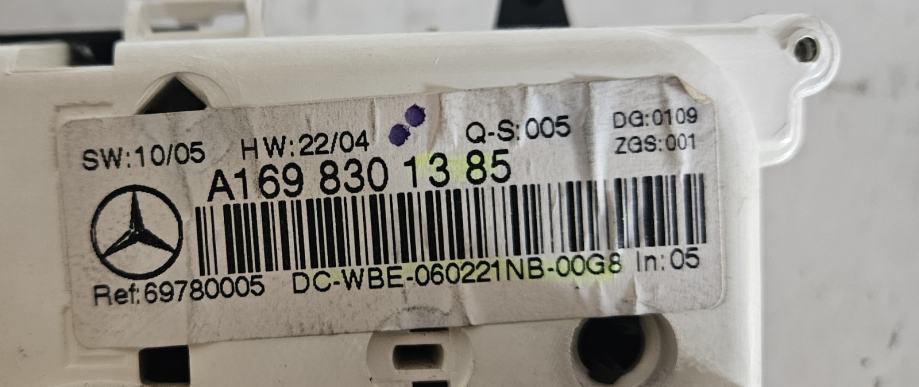 SW:10/05 HW:22/04 Q-S:005 DG:0109
ZGS:001
A169 830 13 85
Ref:69780005 DC-WBE-060221NB-00G8 In:05